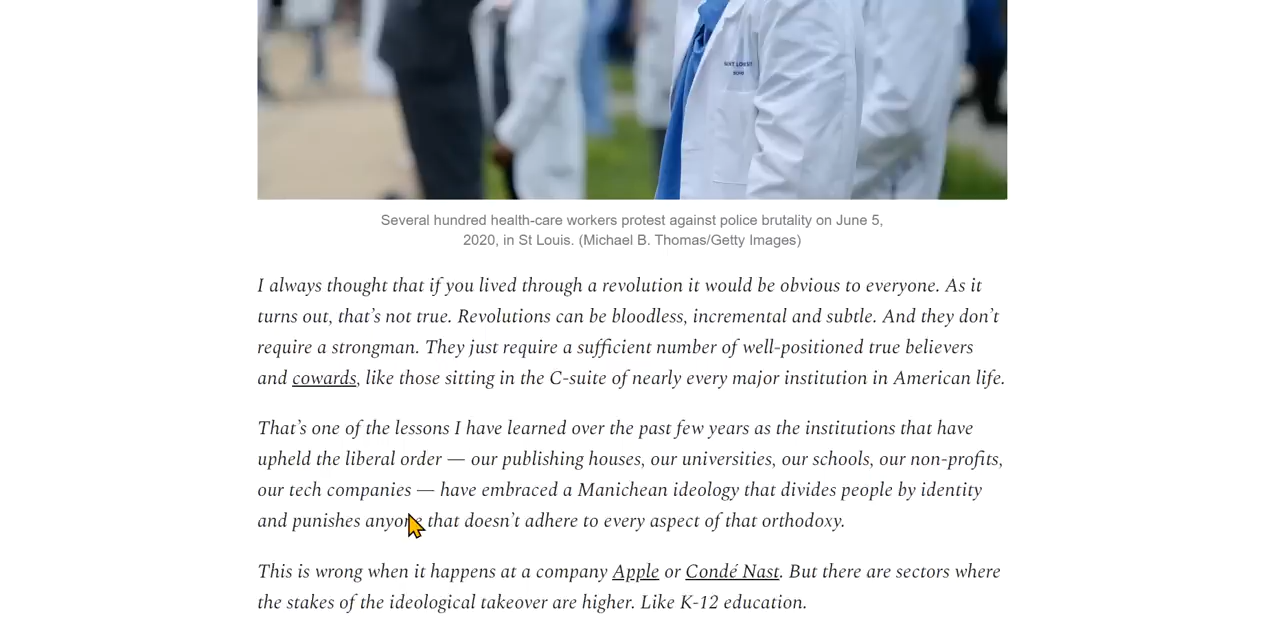 Several hundred health-care workers protest against police brutality on June 5,
2020, in St Louis. (Michael B. Thomas/Getty Images)
I always thought that if you lived through a revolution it would be obvious to everyone. As it
turns out, that’s not true. Revolutions can be bloodless, incremental and subtle. And they don’t
require a strongman. They just require a sufficient number of well-positioned true believers
and cowards, like those sitting in the C-suite of nearly every major institution in American life.
That’s one of the lessons I have learned over the past few years as the institutions that have
upheld the liberal order — our publishing houses, our universities, our schools, our non-profits,
our tech companies — have embraced a Manichean ideology that divides people by identity
and punishes anyone that doesn’t adhere to every aspect of that orthodoxy.
This is wrong when it happens at a company Apple or Condé Nast. But there are sectors where
the stakes of the ideological takeover are higher. Like K-12 education.